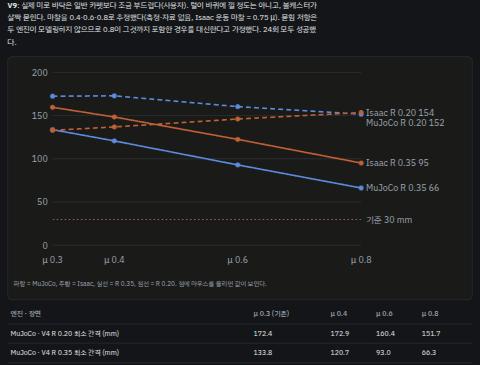 V9: 실제 미로 바닥은 일반 카펫보다 조금 부드럽다(사용자). 털이 바퀴에 낄 정도는 아니고, 볼캐스터가
살짝 묻힌다. 마찰을 0.4·0.6·0.8로 추정했다(측정·자료 없음, Isaac 운동 마찰 = 0.75 μ). 묻힘 저항은
두 엔진이 모델링하지 않으므로 0.8이 그것까지 포함한 경우를 대신한다고 가정했다. 24회 모두 성공했
다.
200
150
100
50
0
Isaac R 0.20 154
MuJoCo R 0.20 152
Isaac R 0.35 95
MuJoCo R 0.35 66
기준 30 mm
μ 0.3 μ 0.4 μ 0.6 μ 0.8
파랑 = MuJoCo, 주황 = Isaac, 실선 = R 0.35, 점선 = R 0.20. 점에 마우스를 올리면 값이 보인다.
엔진 · 장면 μ 0.3 (기존) μ 0.4 μ 0.6 μ 0.8
MuJoCo · V4 R 0.20 최소 간격 (mm) 172.4 172.9 160.4 151.7
MuJoCo · V4 R 0.35 최소 간격 (mm) 133.8 120.7 93.0 66.3